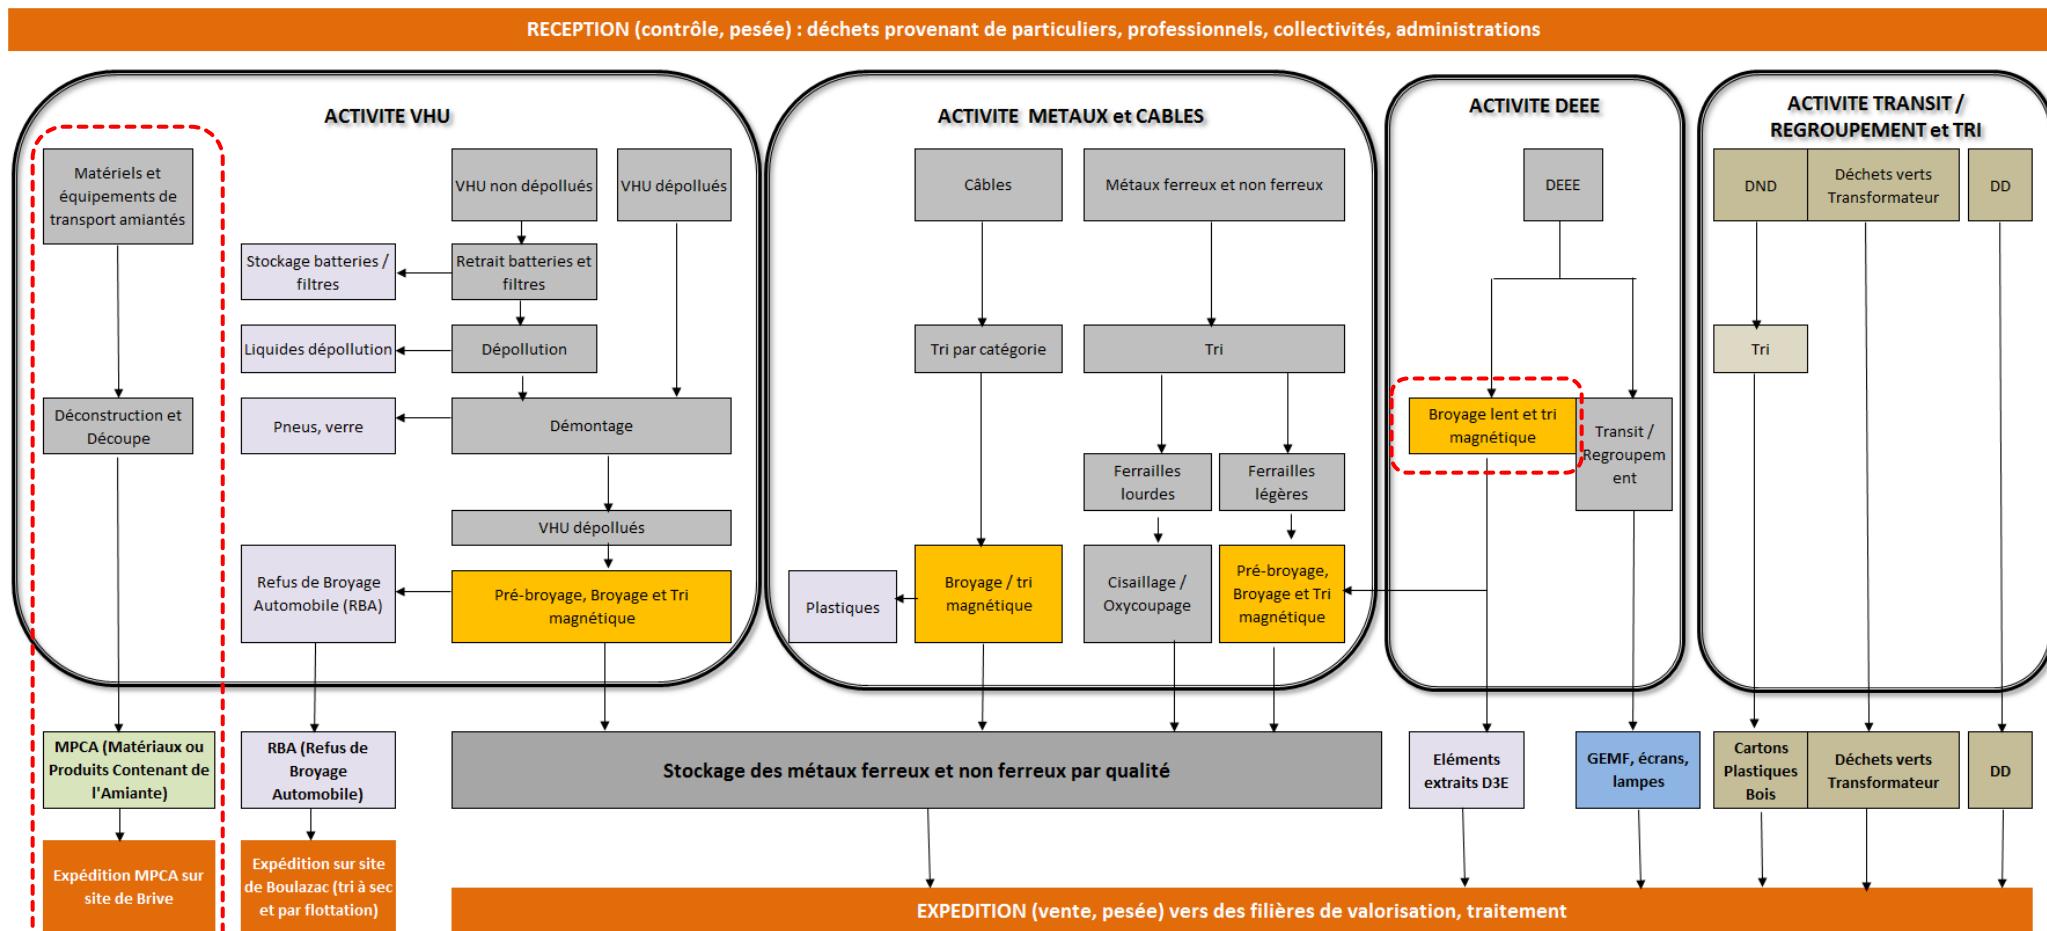 RECEPTION (contrôle, pesée) : déchets provenant de particuliers, professionnels, collectivités, administrations
ACTIVITE VHU
Matériels et
équipements de
transport amiantés
VHU non dépollués
VHU dépollués
Stockage batteries /
filtres
Retrait batteries et
filtres
Liquides dépollution
Dépollution
Déconstruction et
Découpe
Pneus, verre
Démontage
VHU dépollués
Refus de Broyage
Automobile (RBA)
Pré-broyage, Broyage et Tri
magnétique
ACTIVITE METAUX et CABLES
Câbles
Métaux ferreux et non ferreux
Tri par catégorie
Tri
Ferrailles
lourdes
Ferrailles
légères
Plastiques
Broyage / tri
magnétique
Cisaillage /
Oxycoupage
Pré-broyage,
Broyage et Tri
magnétique
ACTIVITE DEEE
DEEE
Broyage lent et tri
magnétique
Transit /
Regroupem
ent
ACTIVITE TRANSIT /
REGROUPEMENT et TRI
DND
Déchets verts
Transformateur
DD
Tri
MPCA (Matériaux ou
Produits Contenant de
l'Amiante)
RBA (Refus de
Broyage
Automobile)
Stockage des métaux ferreux et non ferreux par qualité
Eléments
extraits D3E
GEMF, écrans,
lampes
Cartons
Plastiques
Bois
Déchets verts
Transformateur
DD
Expédition MPCA sur
site de Brive
Expédition sur site
de Boulazac (tri à sec
et par flottation)
EXPEDITION (vente, pesée) vers des filières de valorisation, traitement